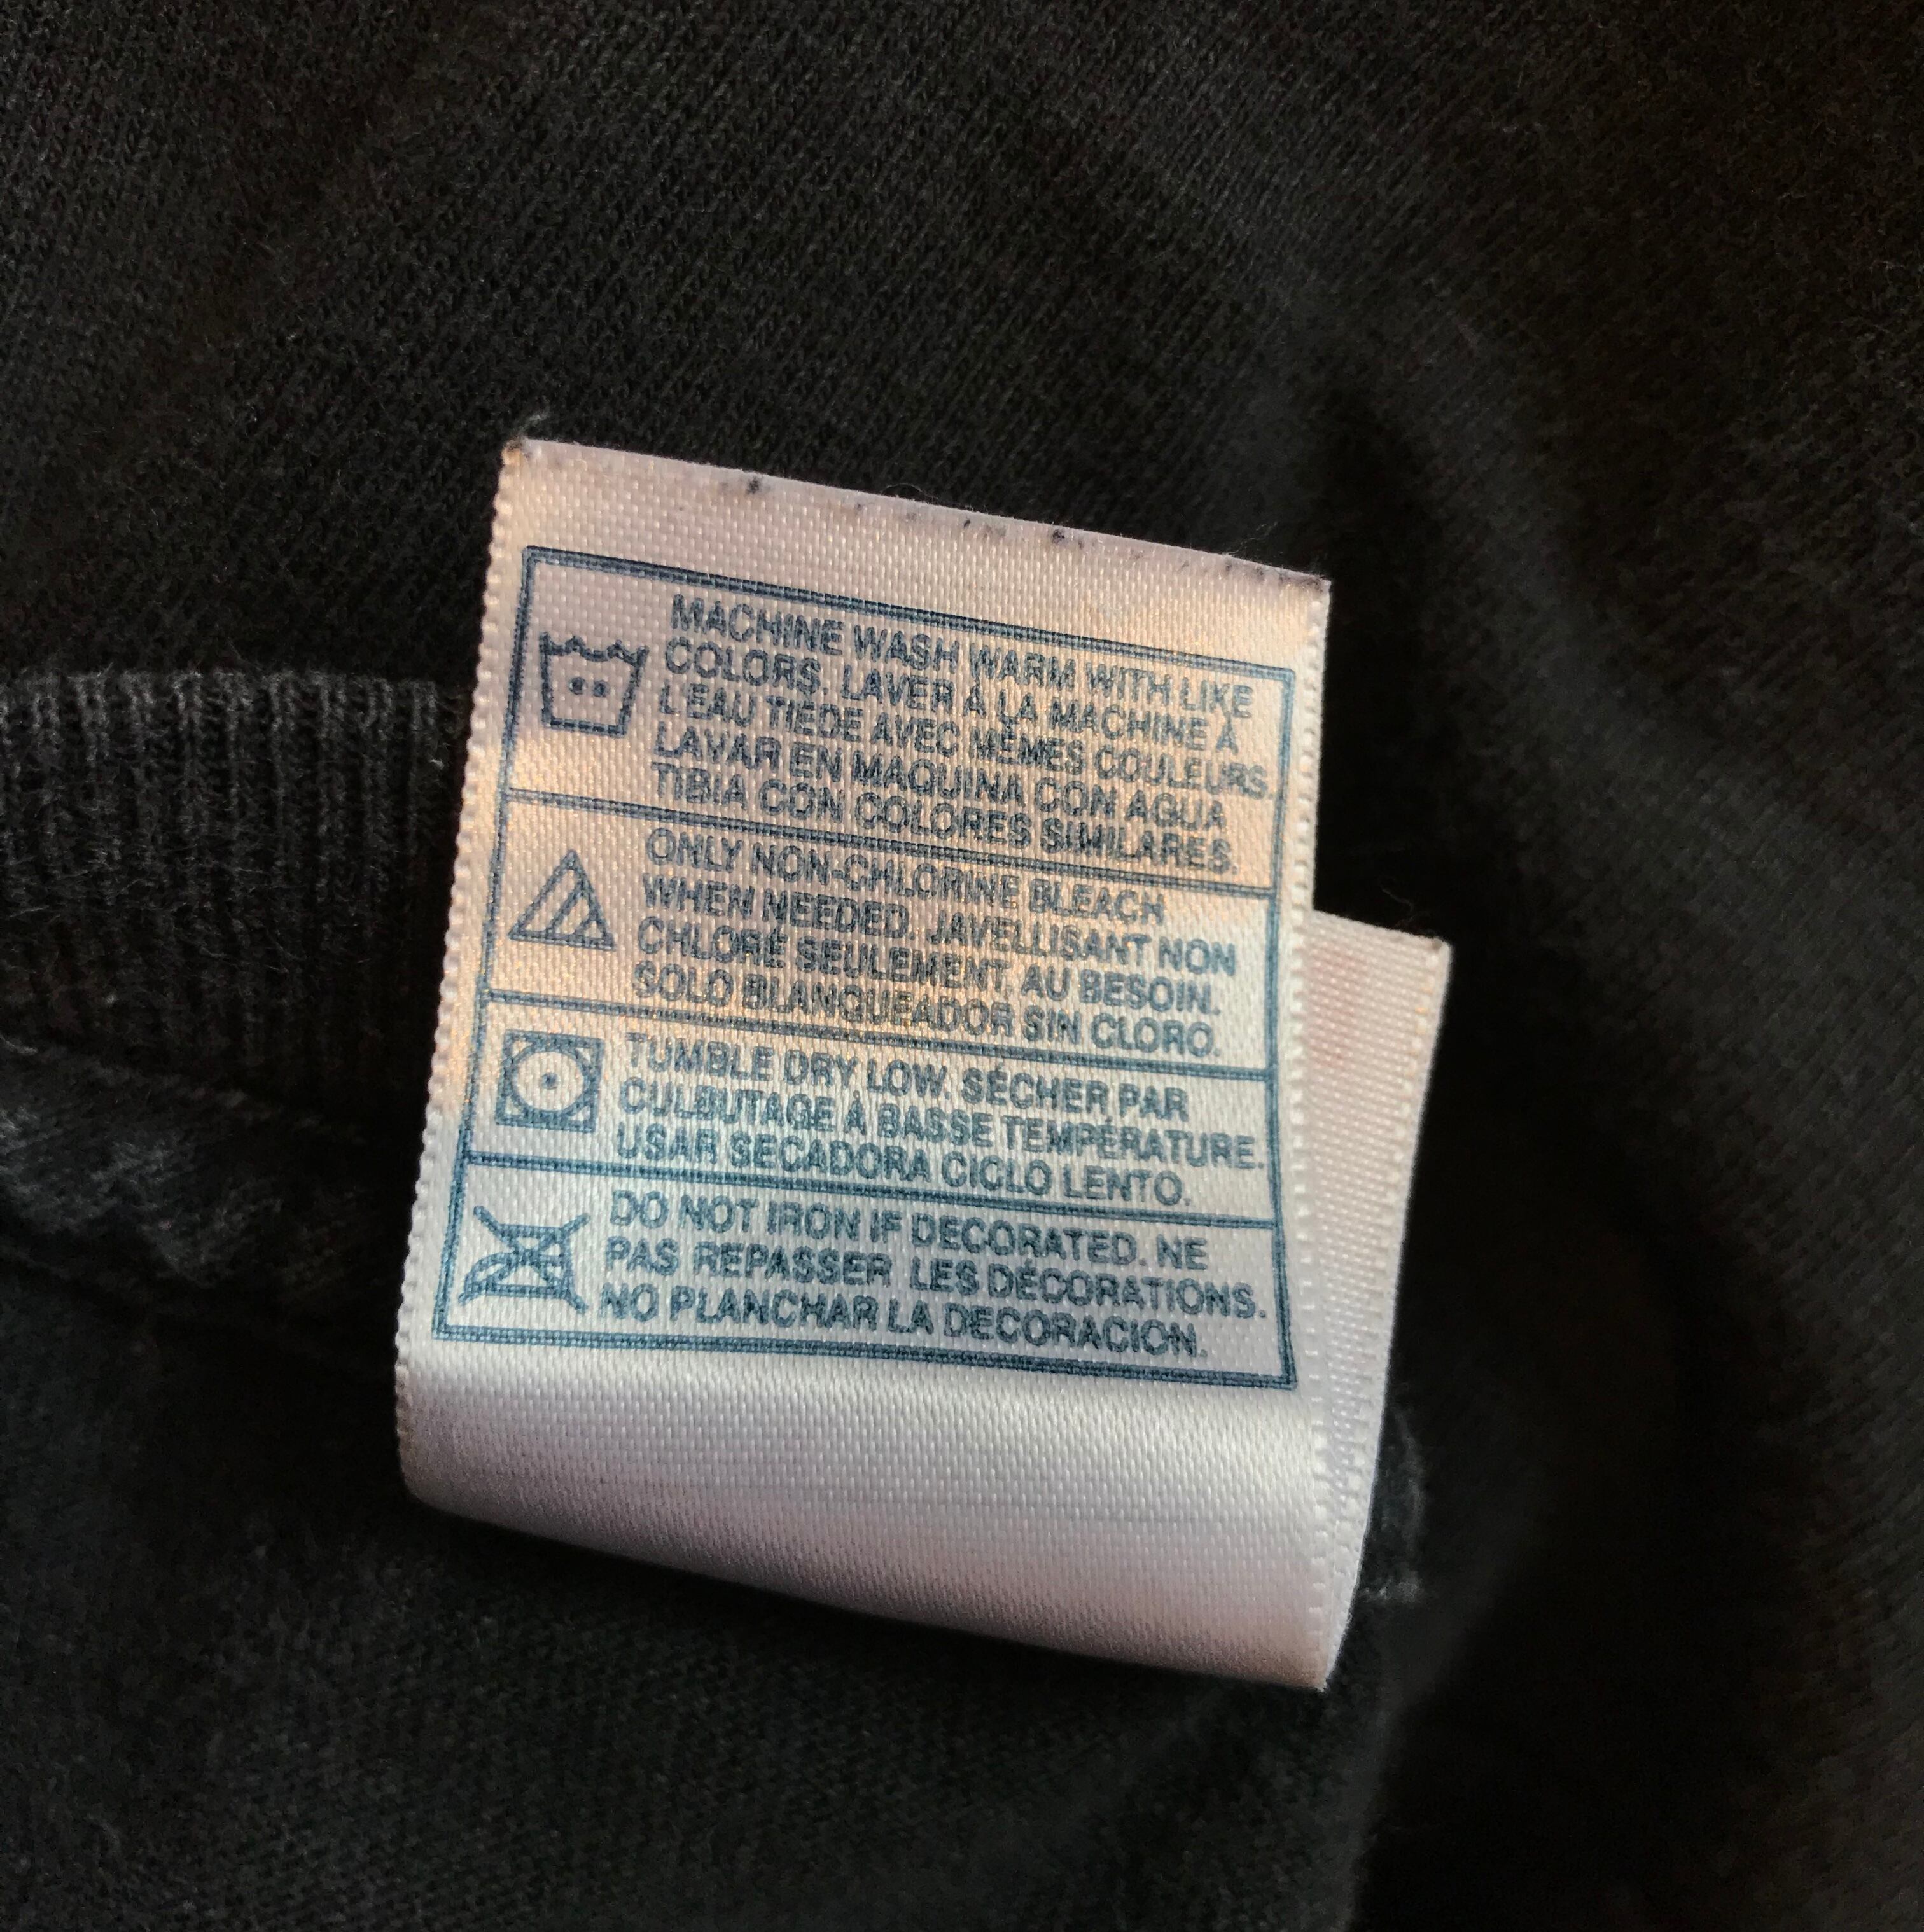 MACHINE WASH WARM WITH LIKE
COLORS. LAVER À LA MACHINE À
L'EAU TIEDE AVEC MÊMES COULEURS.
LAVAR EN MAQUINA CON AGUA
TIBIA CON COLORES SIMILARES.
ONLY NON-CHLORINE BLEACH
WHEN NEEDED. JAVELLISANT NON
CHLORÉ SEULEMENT, AU BESOIN.
SOLO BLANQUEADOR SIN CLORO.
TUMBLE DRY LOW. SÉCHER PAR
CULBUTAGE À BASSE TEMPÉRATURE.
USAR SECADORA CICLO LENTO.
DO NOT IRON IF DECORATED. NE
PAS REPASSER LES DÉCORATIONS.
NO PLANCHAR LA DECORACION.